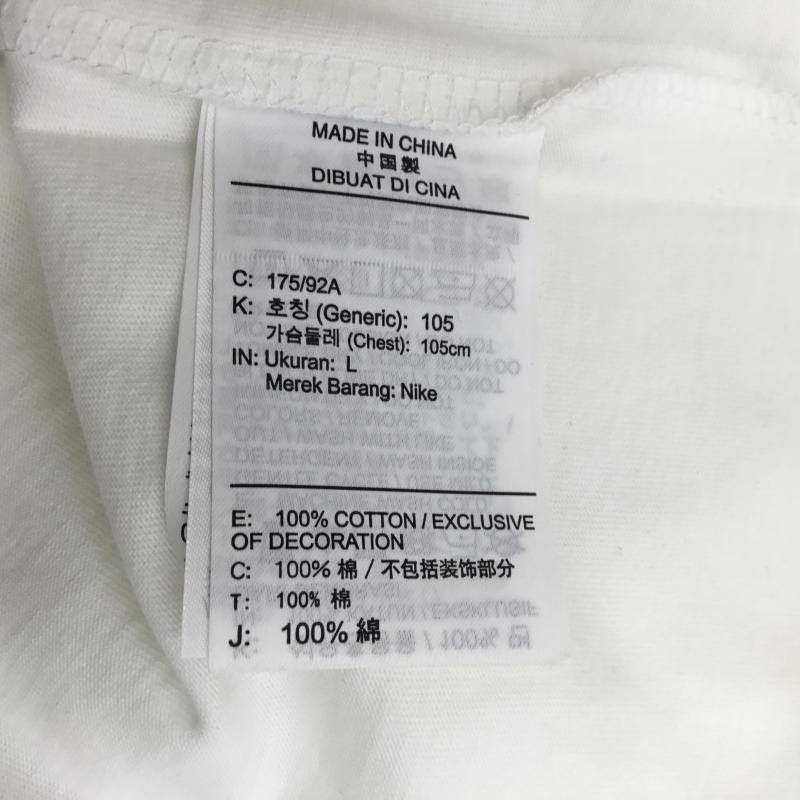 MADE IN CHINA
中国製
DIBUAT DI CINA
C: 175/92A
K: 호칭 (Generic): 105
가슴둘레 (Chest): 105cm
IN: Ukuran: L
Merek Barang: Nike
E: 100% COTTON / EXCLUSIVE
OF DECORATION
C: 100% 棉 / 不包括装饰部分
T: 100% 棉
J: 100% 綿